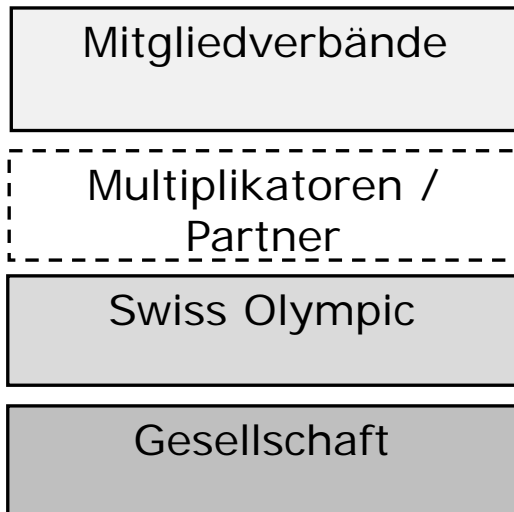 Mitgliedverbände
Multiplikatoren /
Partner
Swiss Olympic
Gesellschaft